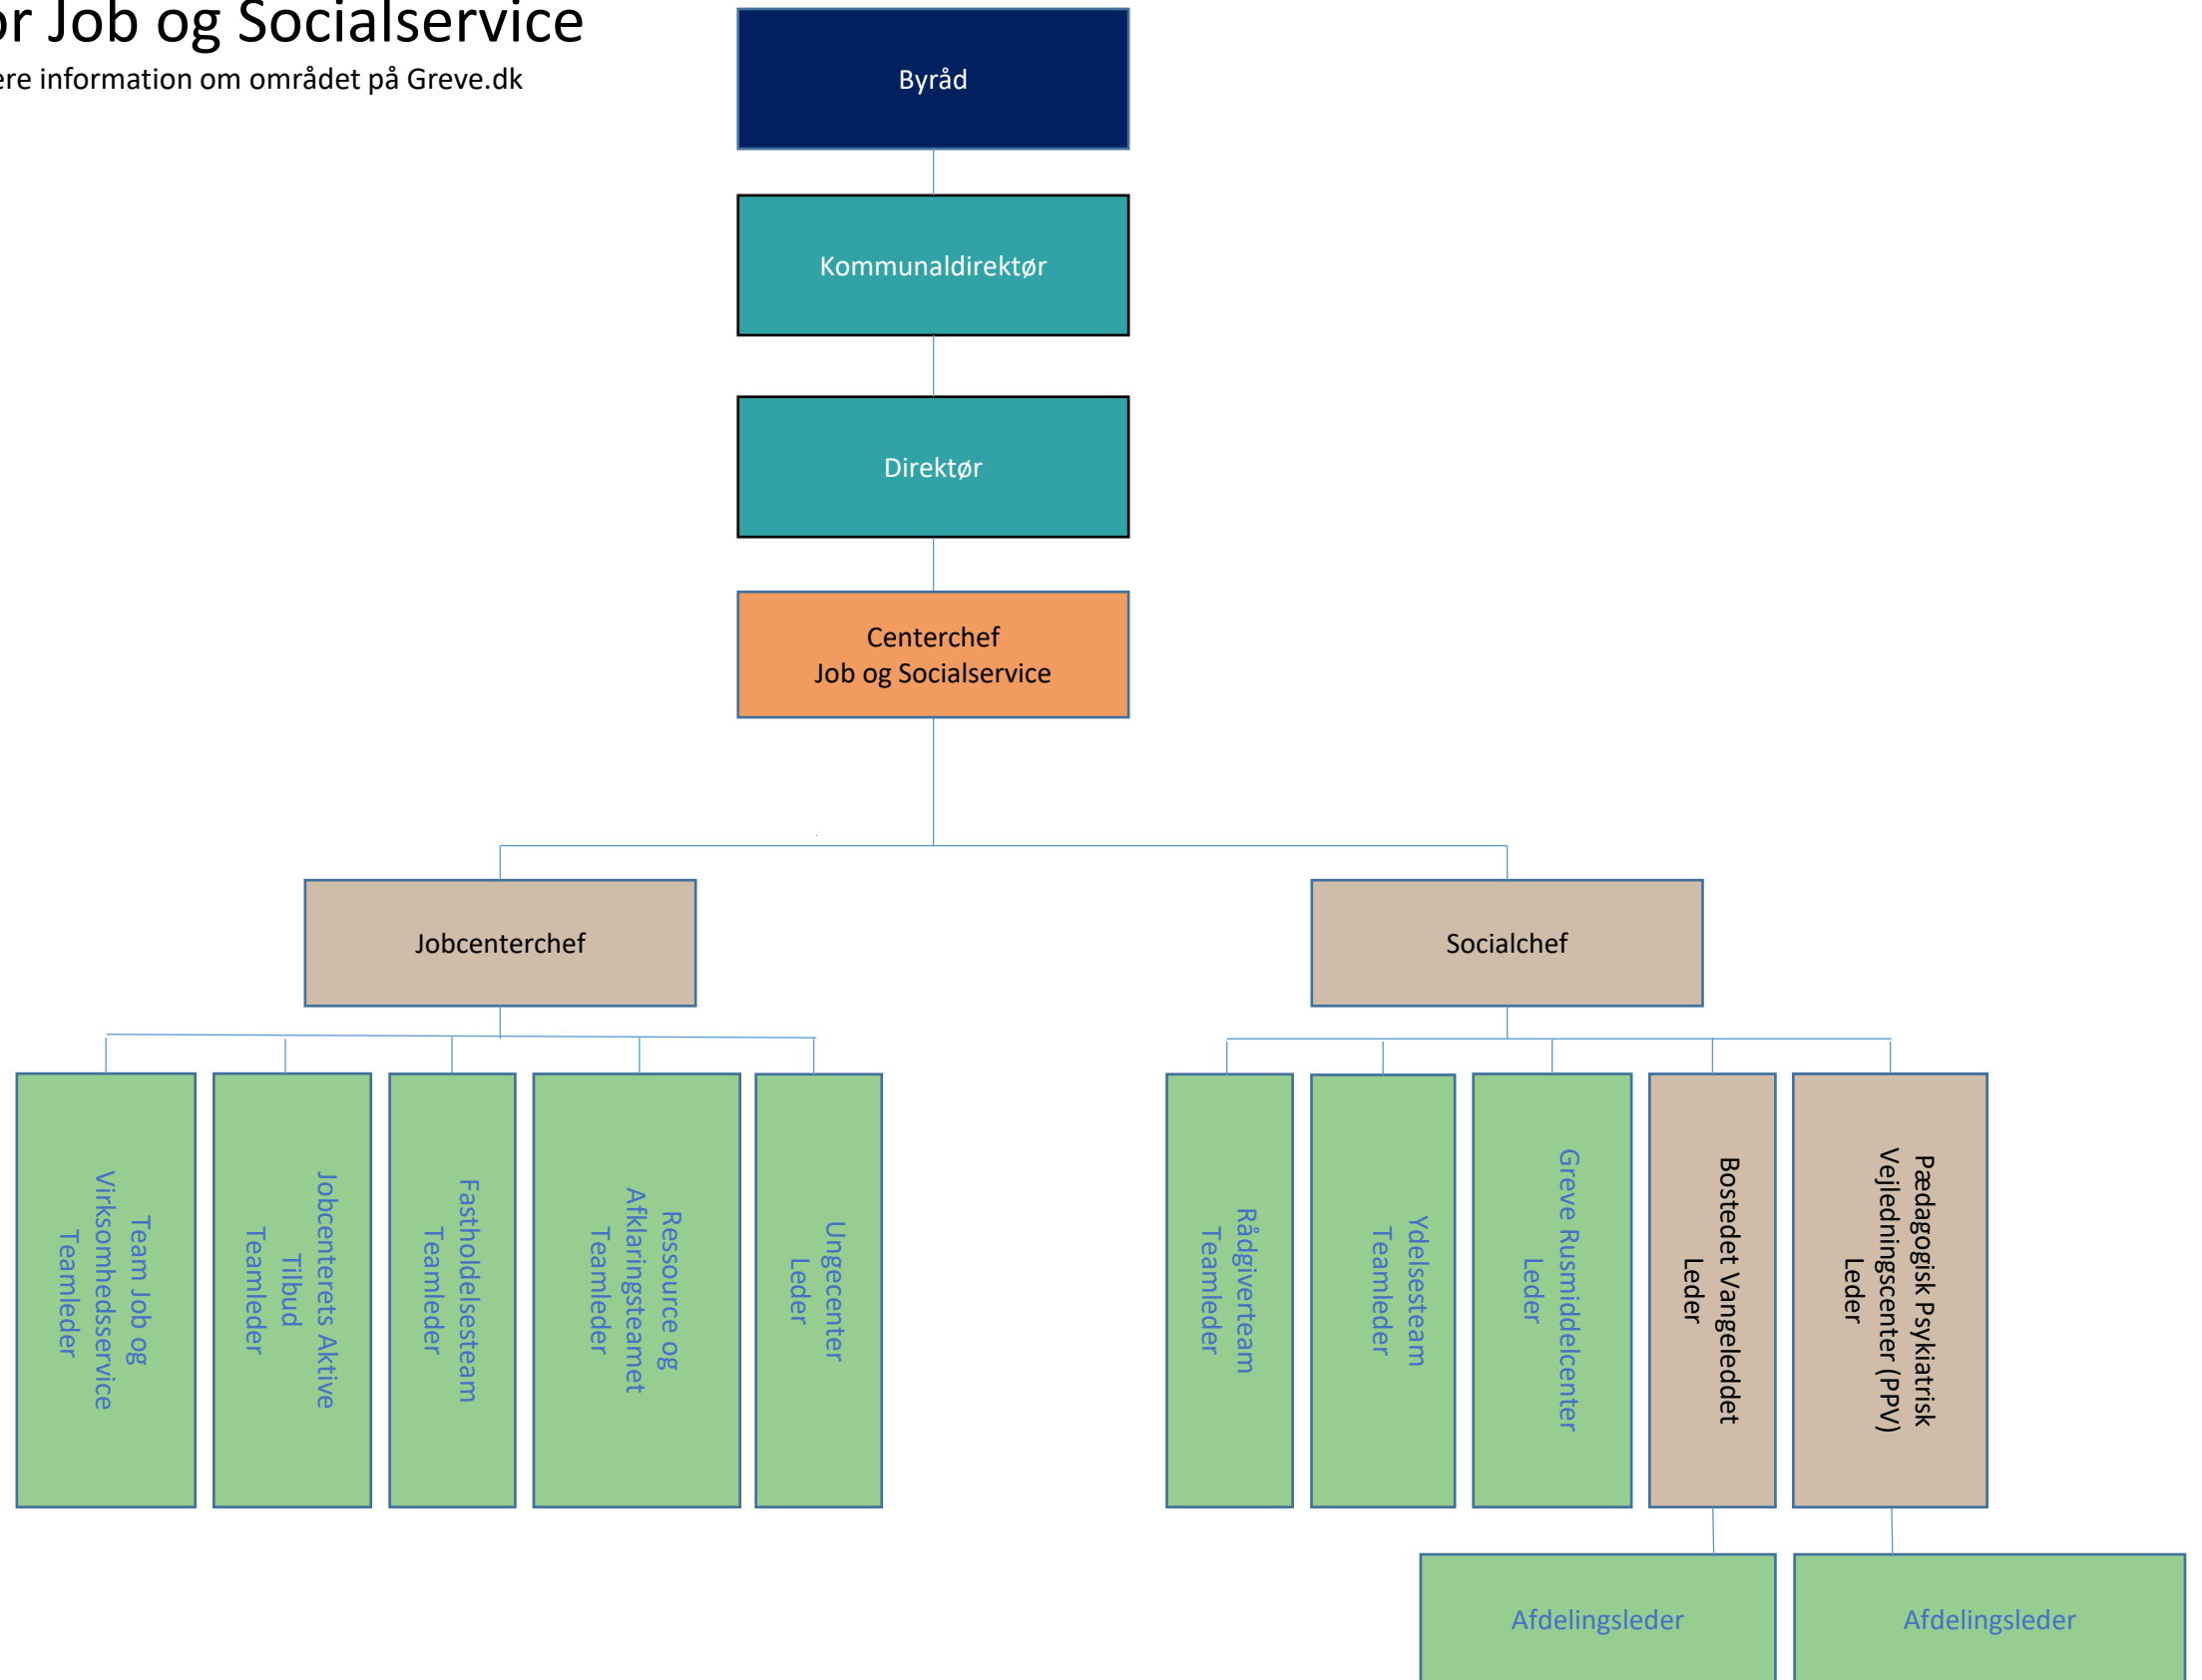 r Job og Socialservice
ere information om området på Greve.dk
Byråd
Kommunaldirektør
Direktør
Centerchef
Job og Socialservice
Jobcenterchef
Socialchef
Team Job og
Virksomhedsservice
Teamleder
Jobcenterets Aktive
Tilbud
Teamleder
Fastholdelsesteam
Teamleder
Ressource og
Afklaringsteamet
Teamleder
Ungecenter
Leder
Rådgiverteam
Teamleder
Ydelsesteam
Teamleder
Greve Rusmiddelcenter
Leder
Bostedet Vangeleddet
Leder
Pædagogisk Psykiatrisk
Vejledningscenter (PPV)
Leder
Afdelingsleder
Afdelingsleder